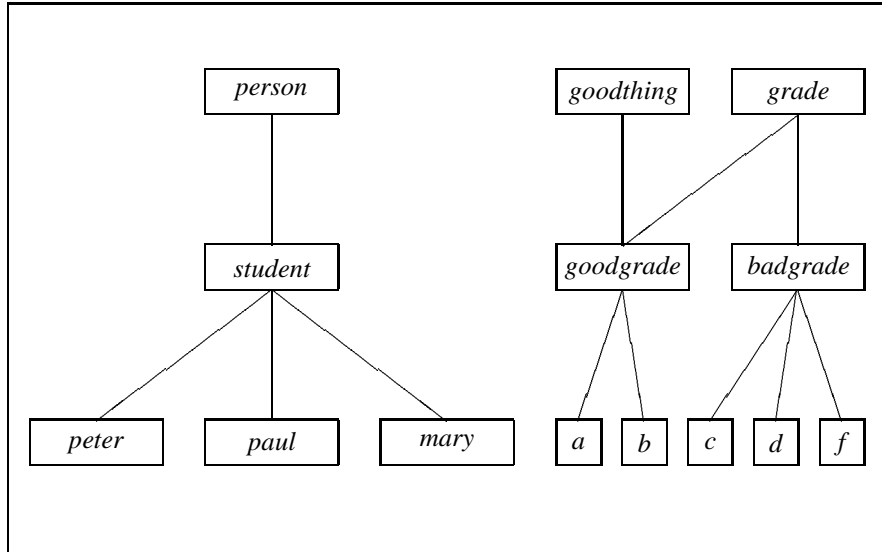 person goodthing grade
student goodgrade badgrade
peter paul mary a b c d f